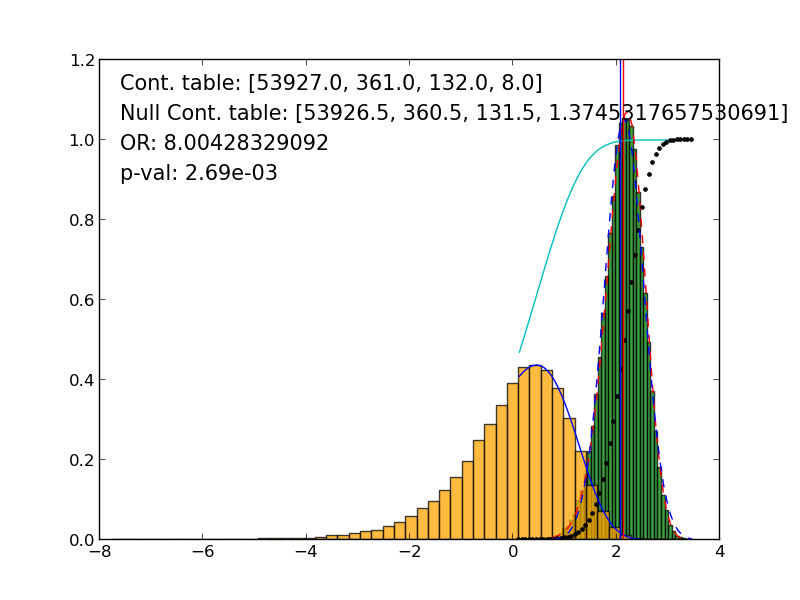 Cont. table: [53927.0, 361.0, 132.0, 8.0]
Null Cont. table: [53926.5, 360.5, 131.5, 1.3745317657530691]
OR: 8.00428329092
p-val: 2.69e-03
1.2
1.0
0.8
0.6
0.4
0.2
0.0
−8 −6 −4 −2 0 2 4